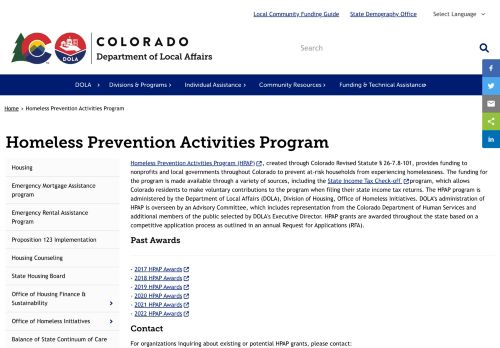 Local Community Funding Guide
State Demography Office
Select Language
COLORADO
Department of Local Affairs
DOLA
Search
DOLA
Divisions & Programs
Individual Assistance
Community Resources
Funding & Technical Assistance
Home > Homeless Prevention Activities Program
Homeless Prevention Activities Program
Housing
Emergency Mortgage Assistance
program
Emergency Rental Assistance
Program
Proposition 123 Implementation
Housing Counseling
State Housing Board
Office of Housing Finance &
Sustainability
Office of Homeless Initiatives
Balance of State Continuum of Care
Homeless Prevention Activities Program (HPAP), created through Colorado Revised Statute § 26-7.8-101, provides funding to
nonprofits and local governments throughout Colorado to prevent at-risk households from experiencing homelessness. The funding for
the program is made available through a variety of sources, including the State Income Tax Check-off program, which allows
Colorado residents to make voluntary contributions to the program when filing their state income tax returns. The HPAP program is
administered by the Department of Local Affairs (DOLA), Division of Housing, Office of Homeless Initiatives. DOLA's administration of
HPAP is overseen by an Advisory Committee, which includes representation from the Colorado Department of Human Services and
additional members of the public selected by DOLA's Executive Director. HPAP grants are awarded throughout the state based on a
competitive application process as outlined in an annual Request for Applications (RFA).
Past Awards
- 2017 HPAP Awards
- 2018 HPAP Awards
- 2019 HPAP Awards
- 2020 HPAP Awards
- 2021 HPAP Awards
- 2022 HPAP Awards
Contact
For organizations inquiring about existing or potential HPAP grants, please contact: